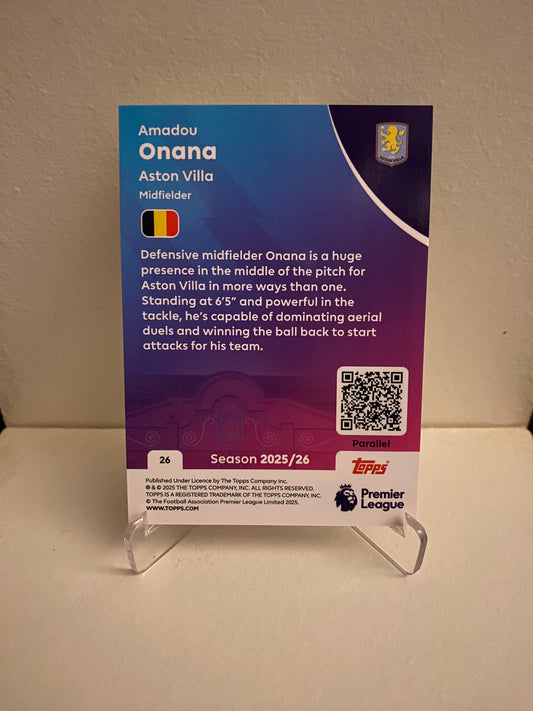 Amadou
Onana
Aston Villa
Midfielder
Defensive midfielder Onana is a huge
presence in the middle of the pitch for
Aston Villa in more ways than one.
Standing at 6'5" and powerful in the
tackle, he's capable of dominating aerial
duels and winning the ball back to start
attacks for his team.
Parallel
26
Season 2025/26
Topps
Published Under Licence by The Topps Company Inc.
® & © 2025 THE TOPPS COMPANY, INC. ALL RIGHTS RESERVED.
TOPPS IS A REGISTERED TRADEMARK OF THE TOPPS COMPANY, INC.
© The Football Association Premier League Limited 2025.
WWW.TOPPS.COM
Premier
League